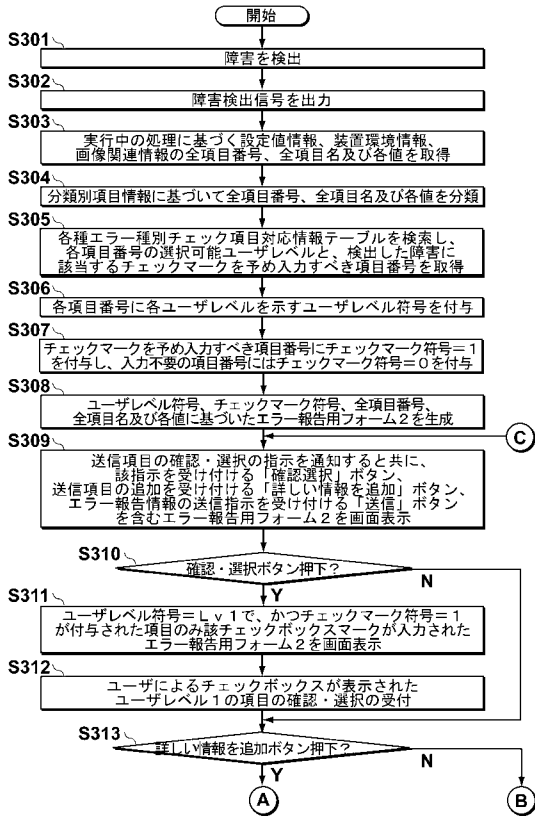 開始
S301
障害を検出
S302
障害検出信号を出力
S303
実行中の処理に基づく設定値情報、装置環境情報、
画像関連情報の全項目番号、全項目名及び各値を取得
S304
分類別項目情報に基づいて全項目番号、全項目名及び各値を分類
S305
各種エラー種別チェック項目対応情報テーブルを検索し、
各項目番号の選択可能ユーザレベルと、検出した障害に
該当するチェックマークを予め入力すべき項目番号を取得
S306
各項目番号に各ユーザレベルを示すユーザレベル符号を付与
S307
チェックマークを予め入力すべき項目番号にチェックマーク符号=1
を付与し、入力不要の項目番号にはチェックマーク符号=0を付与
S308
ユーザレベル符号、チェックマーク符号、全項目番号、
全項目名及び各値に基づいたエラー報告用フォーム2を生成
C
S309
送信項目の確認・選択の指示を通知すると共に、
該指示を受け付ける「確認選択」ボタン、
送信項目の追加を受付ける「詳しい情報を追加」ボタン、
エラー報告情報の送信指示を受け付ける「送信」ボタン
を含むエラー報告用フォーム2を画面表示
S310
確認・選択ボタン押下?
N
Y
S311
ユーザレベル符号=Lv1で、かつチェックマーク符号=1
が付与された項目のみ該チェックボックスマークが入力された
エラー報告用フォーム2を画面表示
S312
ユーザによるチェックボックスが表示された
ユーザレベル1の項目の確認・選択の受付
S313
詳しい情報を追加ボタン押下?
N
Y
A
B